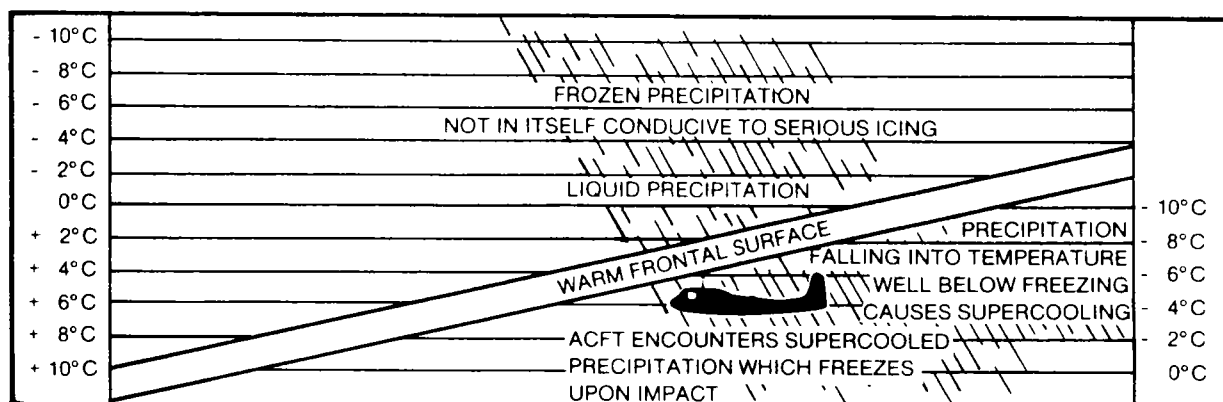 - 10°C
- 8°C
- 6°C
- 4°C
- 2°C
0°C
+ 2°C
+ 4°C
+ 6°C
+ 8°C
+ 10°C
FROZEN PRECIPITATION
NOT IN ITSELF CONDUCIVE TO SERIOUS ICING
LIQUID PRECIPITATION
WARM FRONTAL SURFACE
PRECIPITATION
FALLING INTO TEMPERATURE
WELL BELOW FREEZING
CAUSES SUPERCOOLING
ACFT ENCOUNTERS SUPERCOOLED
PRECIPITATION WHICH FREEZES
UPON IMPACT
- 10°C
- 8°C
- 6°C
- 4°C
- 2°C
0°C